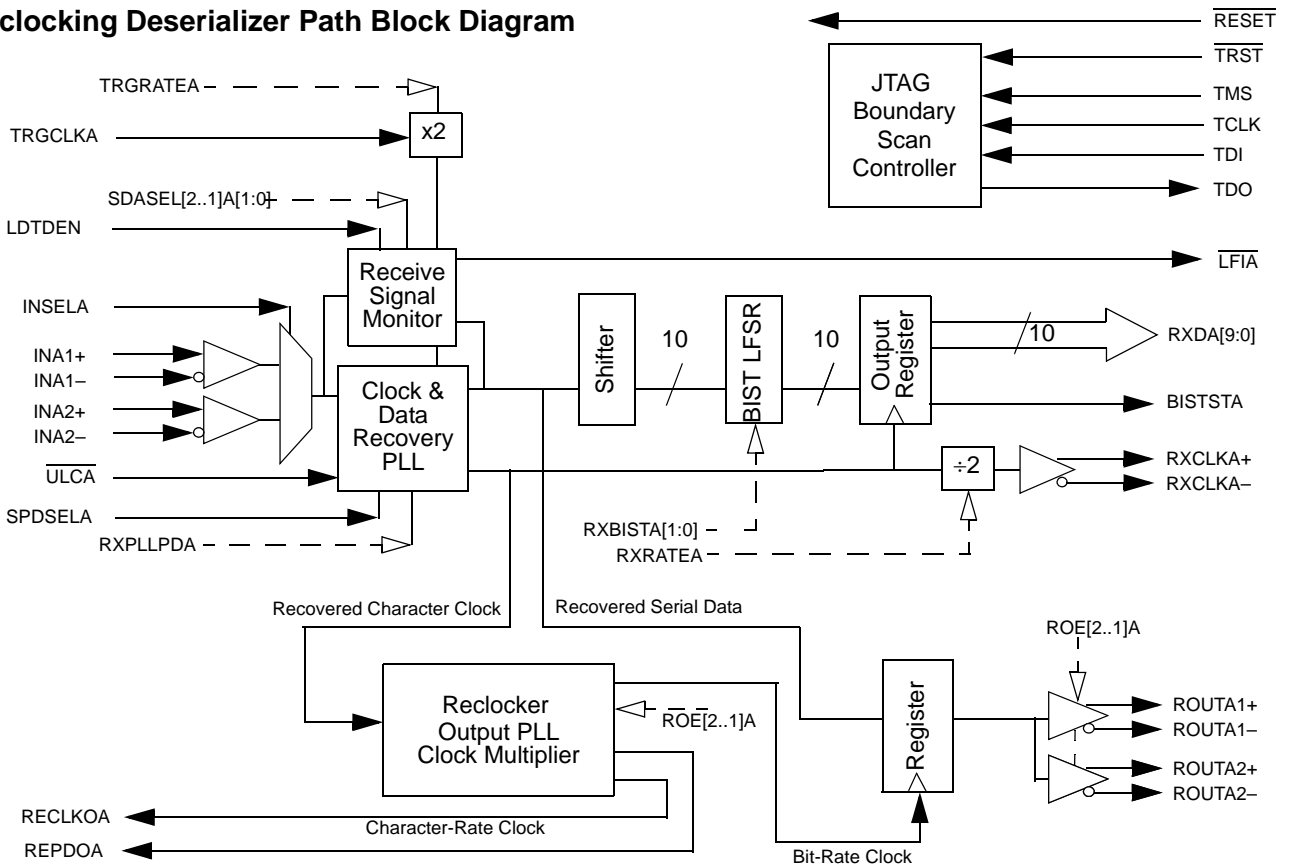 clocking Deserializer Path Block Diagram
RESET
TRST
TMS
TCLK
TDI
TDO
JTAG
Boundary
Scan
Controller
TRGRATEA
TRGCLKA
x2
SDASEL[2..1]A[1:0]
LDTDEN
LFIA
Receive
Signal
Monitor
INSELA
INA1+
INA1–
INA2+
INA2–
ULCA
SPDSELA
RXPLLPDA
Clock &
Data
Recovery
PLL
Shifter
10
BIST LFSR
10
Output
Register
10
RXDA[9:0]
BISTSTA
÷2
RXCLKA+
RXCLKA–
RXBISTA[1:0]
RXRATEA
Recovered Character Clock
Recovered Serial Data
ROE[2..1]A
Reclocker
Output PLL
Clock Multiplier
ROE[2..1]A
Register
ROUTA1+
ROUTA1–
ROUTA2+
ROUTA2–
RECLKOA
Character-Rate Clock
REPDOA
Bit-Rate Clock